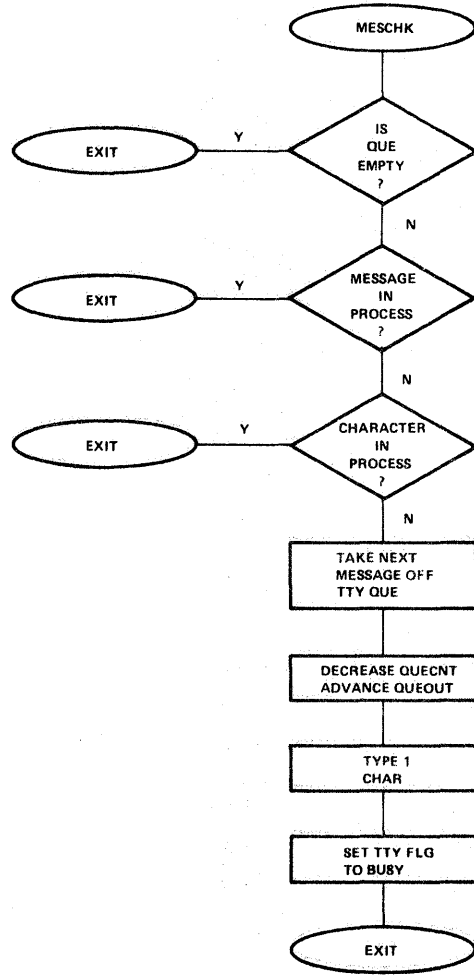 MESCHK
IS
QUE
EMPTY
?
Y
EXIT
N
MESSAGE
IN
PROCESS
?
Y
EXIT
N
CHARACTER
IN
PROCESS
?
Y
EXIT
N
TAKE NEXT
MESSAGE OFF
TTY QUE
DECREASE QUECNT
ADVANCE QUEOUT
TYPE 1
CHAR
SET TTY FLG
TO BUSY
EXIT